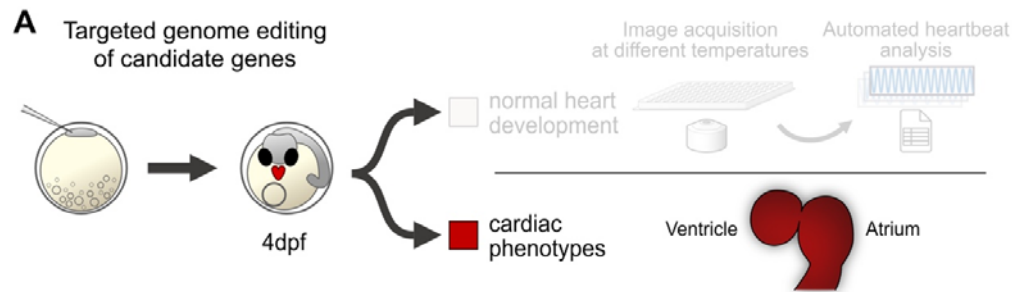 A
Targeted genome editing
of candidate genes
4dpf
normal heart
development
Image acquisition
at different temperatures
Automated heartbeat
analysis
cardiac
phenotypes
Ventricle
Atrium